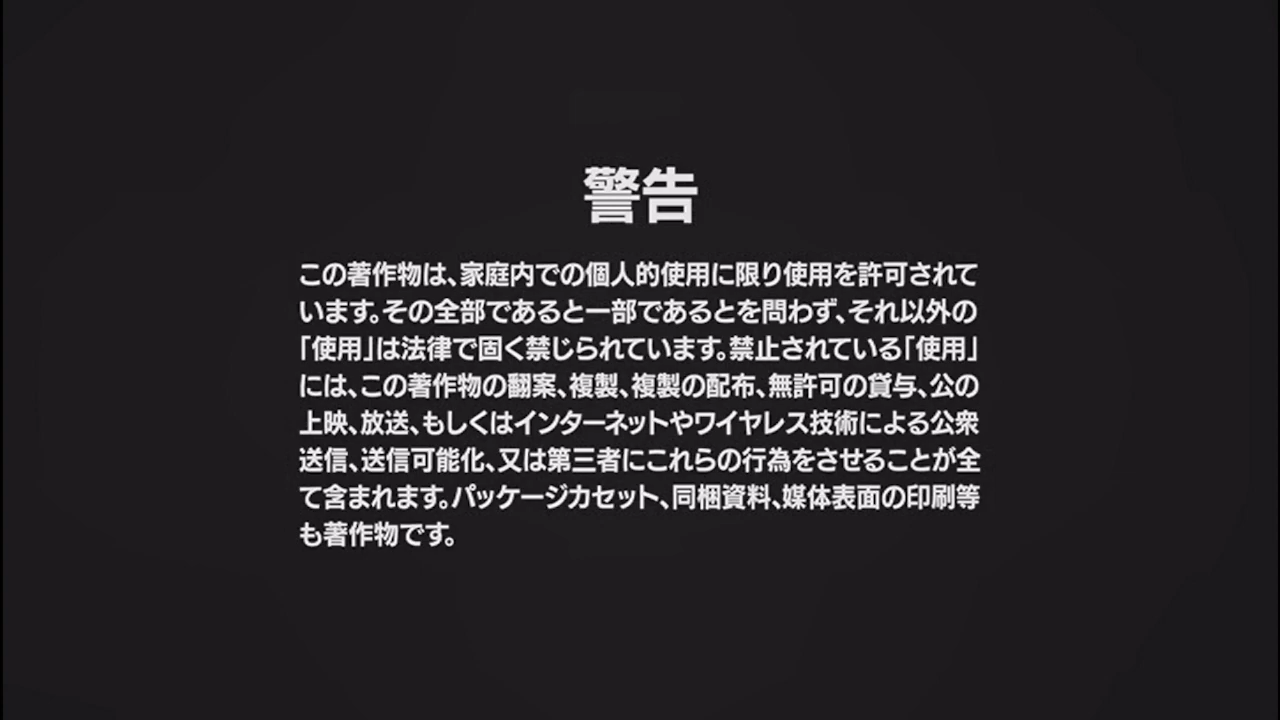 警告
この著作物は、家庭内での個人的使用に限り使用を許可されて
います。その全部であると一部であるとを問わず、それ以外の
「使用」は法律で固く禁じられています。禁止されている「使用」
には、この著作物の翻案、複製、複製の配布、無許可の貸与、公の
上映、放送、もしくはインターネットやワイヤレス技術による公衆
送信、送信可能化、又は第三者にこれらの行為をさせることが全
て含まれます。パッケージカセット、同梱資料、媒体表面の印刷等
も著作物です。